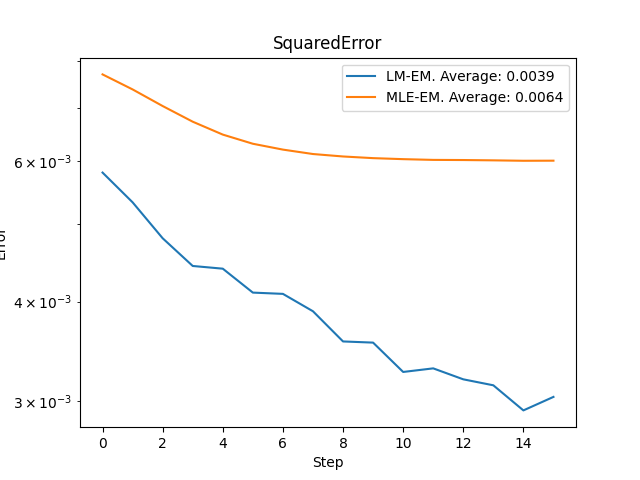 SquaredError
LM-EM. Average: 0.0039
MLE-EM. Average: 0.0064
6 × 10⁻³
4 × 10⁻³
3 × 10⁻³
Error
0 2 4 6 8 10 12 14
Step